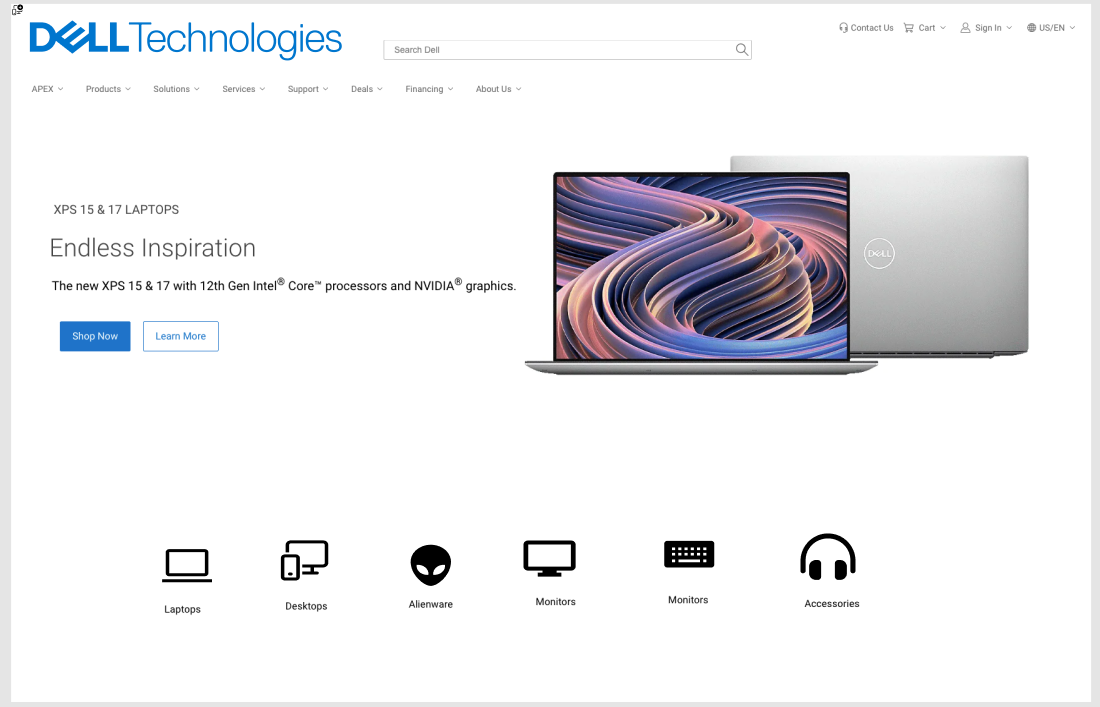 DELL Technologies
Search Dell
Contact Us Cart Sign In US/EN
APEX Products Solutions Services Support Deals Financing About Us
XPS 15 & 17 LAPTOPS
Endless Inspiration
The new XPS 15 & 17 with 12th Gen Intel® Core™ processors and NVIDIA® graphics.
Shop Now Learn More
DELL
Laptops Desktops Alienware Monitors Monitors Accessories